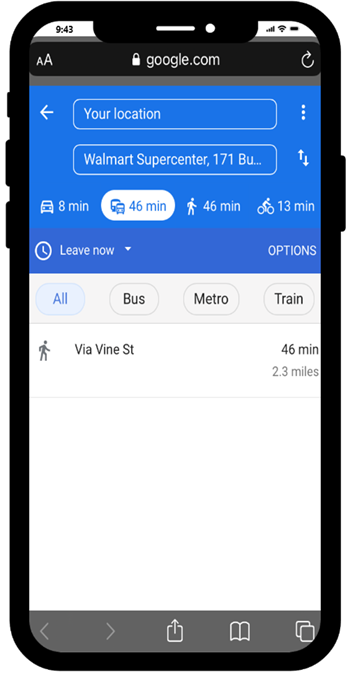 9:43
AA google.com
Your location
Walmart Supercenter, 171 Bu...
8 min 46 min 46 min 13 min
Leave now OPTIONS
All Bus Metro Train
Via Vine St 46 min
2.3 miles